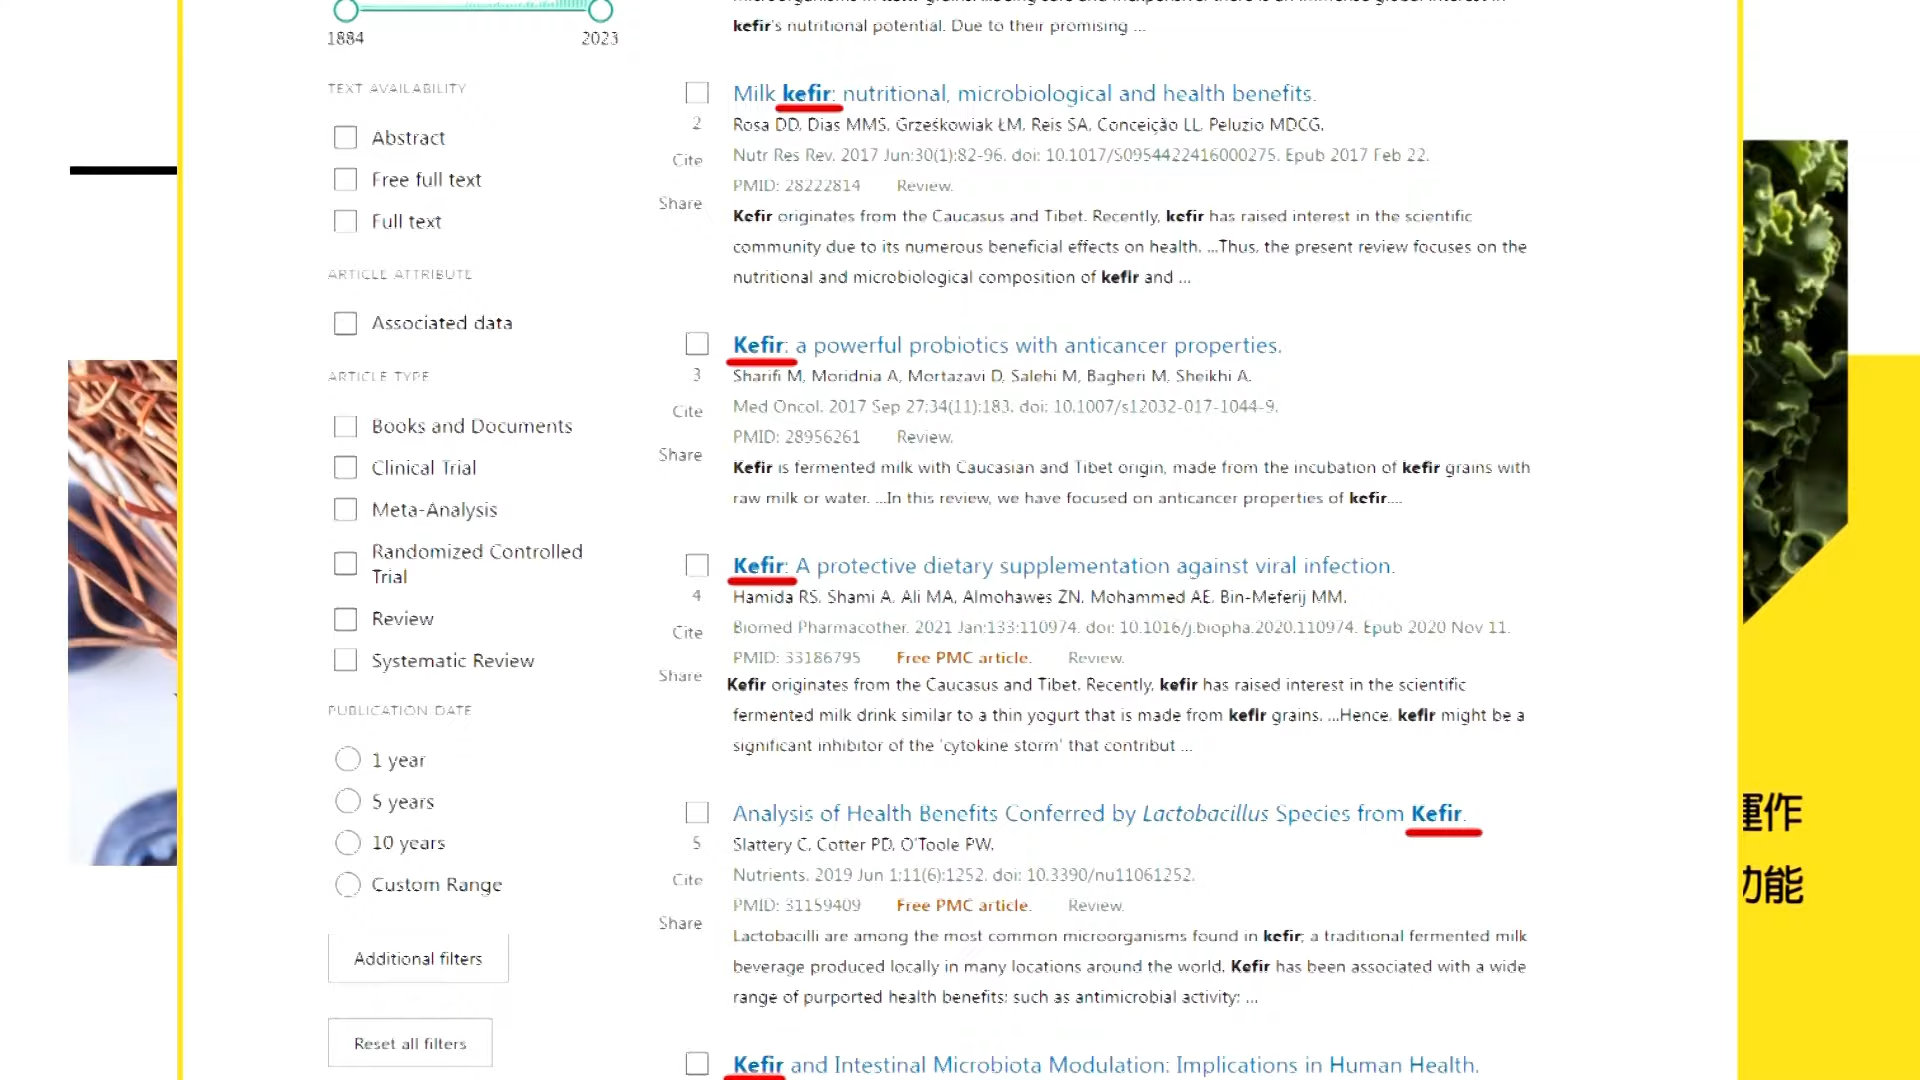 kefir's nutritional potential. Due to their promising ...
1884
2023
TEXT AVAILABILITY
Abstract
Free full text
Full text
ARTICLE ATTRIBUTE
Associated data
ARTICLE TYPE
Books and Documents
Clinical Trial
Meta-Analysis
Randomized Controlled
Trial
Review
Systematic Review
PUBLICATION DATE
1 year
5 years
10 years
Custom Range
Additional filters
Reset all filters
Milk kefir: nutritional, microbiological and health benefits.
2
Cite
Share
Rosa DD, Dias MMS, Grześkowiak ŁM, Reis SA, Conceição LL, Peluzio MDCG.
Nutr Res Rev. 2017 Jun;30(1):82-96. doi: 10.1017/S0954422416000275. Epub 2017 Feb 22.
PMID: 28222814 Review.
Kefir originates from the Caucasus and Tibet. Recently, kefir has raised interest in the scientific
community due to its numerous beneficial effects on health. ...Thus, the present review focuses on the
nutritional and microbiological composition of kefir and ...
Kefir: a powerful probiotics with anticancer properties.
3
Cite
Share
Sharifi M, Moridnia A, Mortazavi D, Salehi M, Bagheri M, Sheikhi A.
Med Oncol. 2017 Sep 27;34(11):183. doi: 10.1007/s12032-017-1044-9.
PMID: 28956261 Review.
Kefir is fermented milk with Caucasian and Tibet origin, made from the incubation of kefir grains with
raw milk or water. ...In this review, we have focused on anticancer properties of kefir....
Kefir: A protective dietary supplementation against viral infection.
4
Cite
Share
Hamida RS, Shami A, Ali MA, Almohawes ZN, Mohammed AE, Bin-Meferij MM.
Biomed Pharmacother. 2021 Jan;133:110974. doi: 10.1016/j.biopha.2020.110974. Epub 2020 Nov 11.
PMID: 33186795 Free PMC article. Review.
Kefir originates from the Caucasus and Tibet. Recently, kefir has raised interest in the scientific
fermented milk drink similar to a thin yogurt that is made from kefir grains. ...Hence, kefir might be a
significant inhibitor of the 'cytokine storm' that contribut ...
Analysis of Health Benefits Conferred by Lactobacillus Species from Kefir.
5
Cite
Share
Slattery C, Cotter PD, O'Toole PW.
Nutrients. 2019 Jun 1;11(6):1252. doi: 10.3390/nu11061252.
PMID: 31159409 Free PMC article. Review.
Lactobacilli are among the most common microorganisms found in kefir; a traditional fermented milk
beverage produced locally in many locations around the world. Kefir has been associated with a wide
range of purported health benefits; such as antimicrobial activity; ...
Kefir and Intestinal Microbiota Modulation: Implications in Human Health.
運作
功能